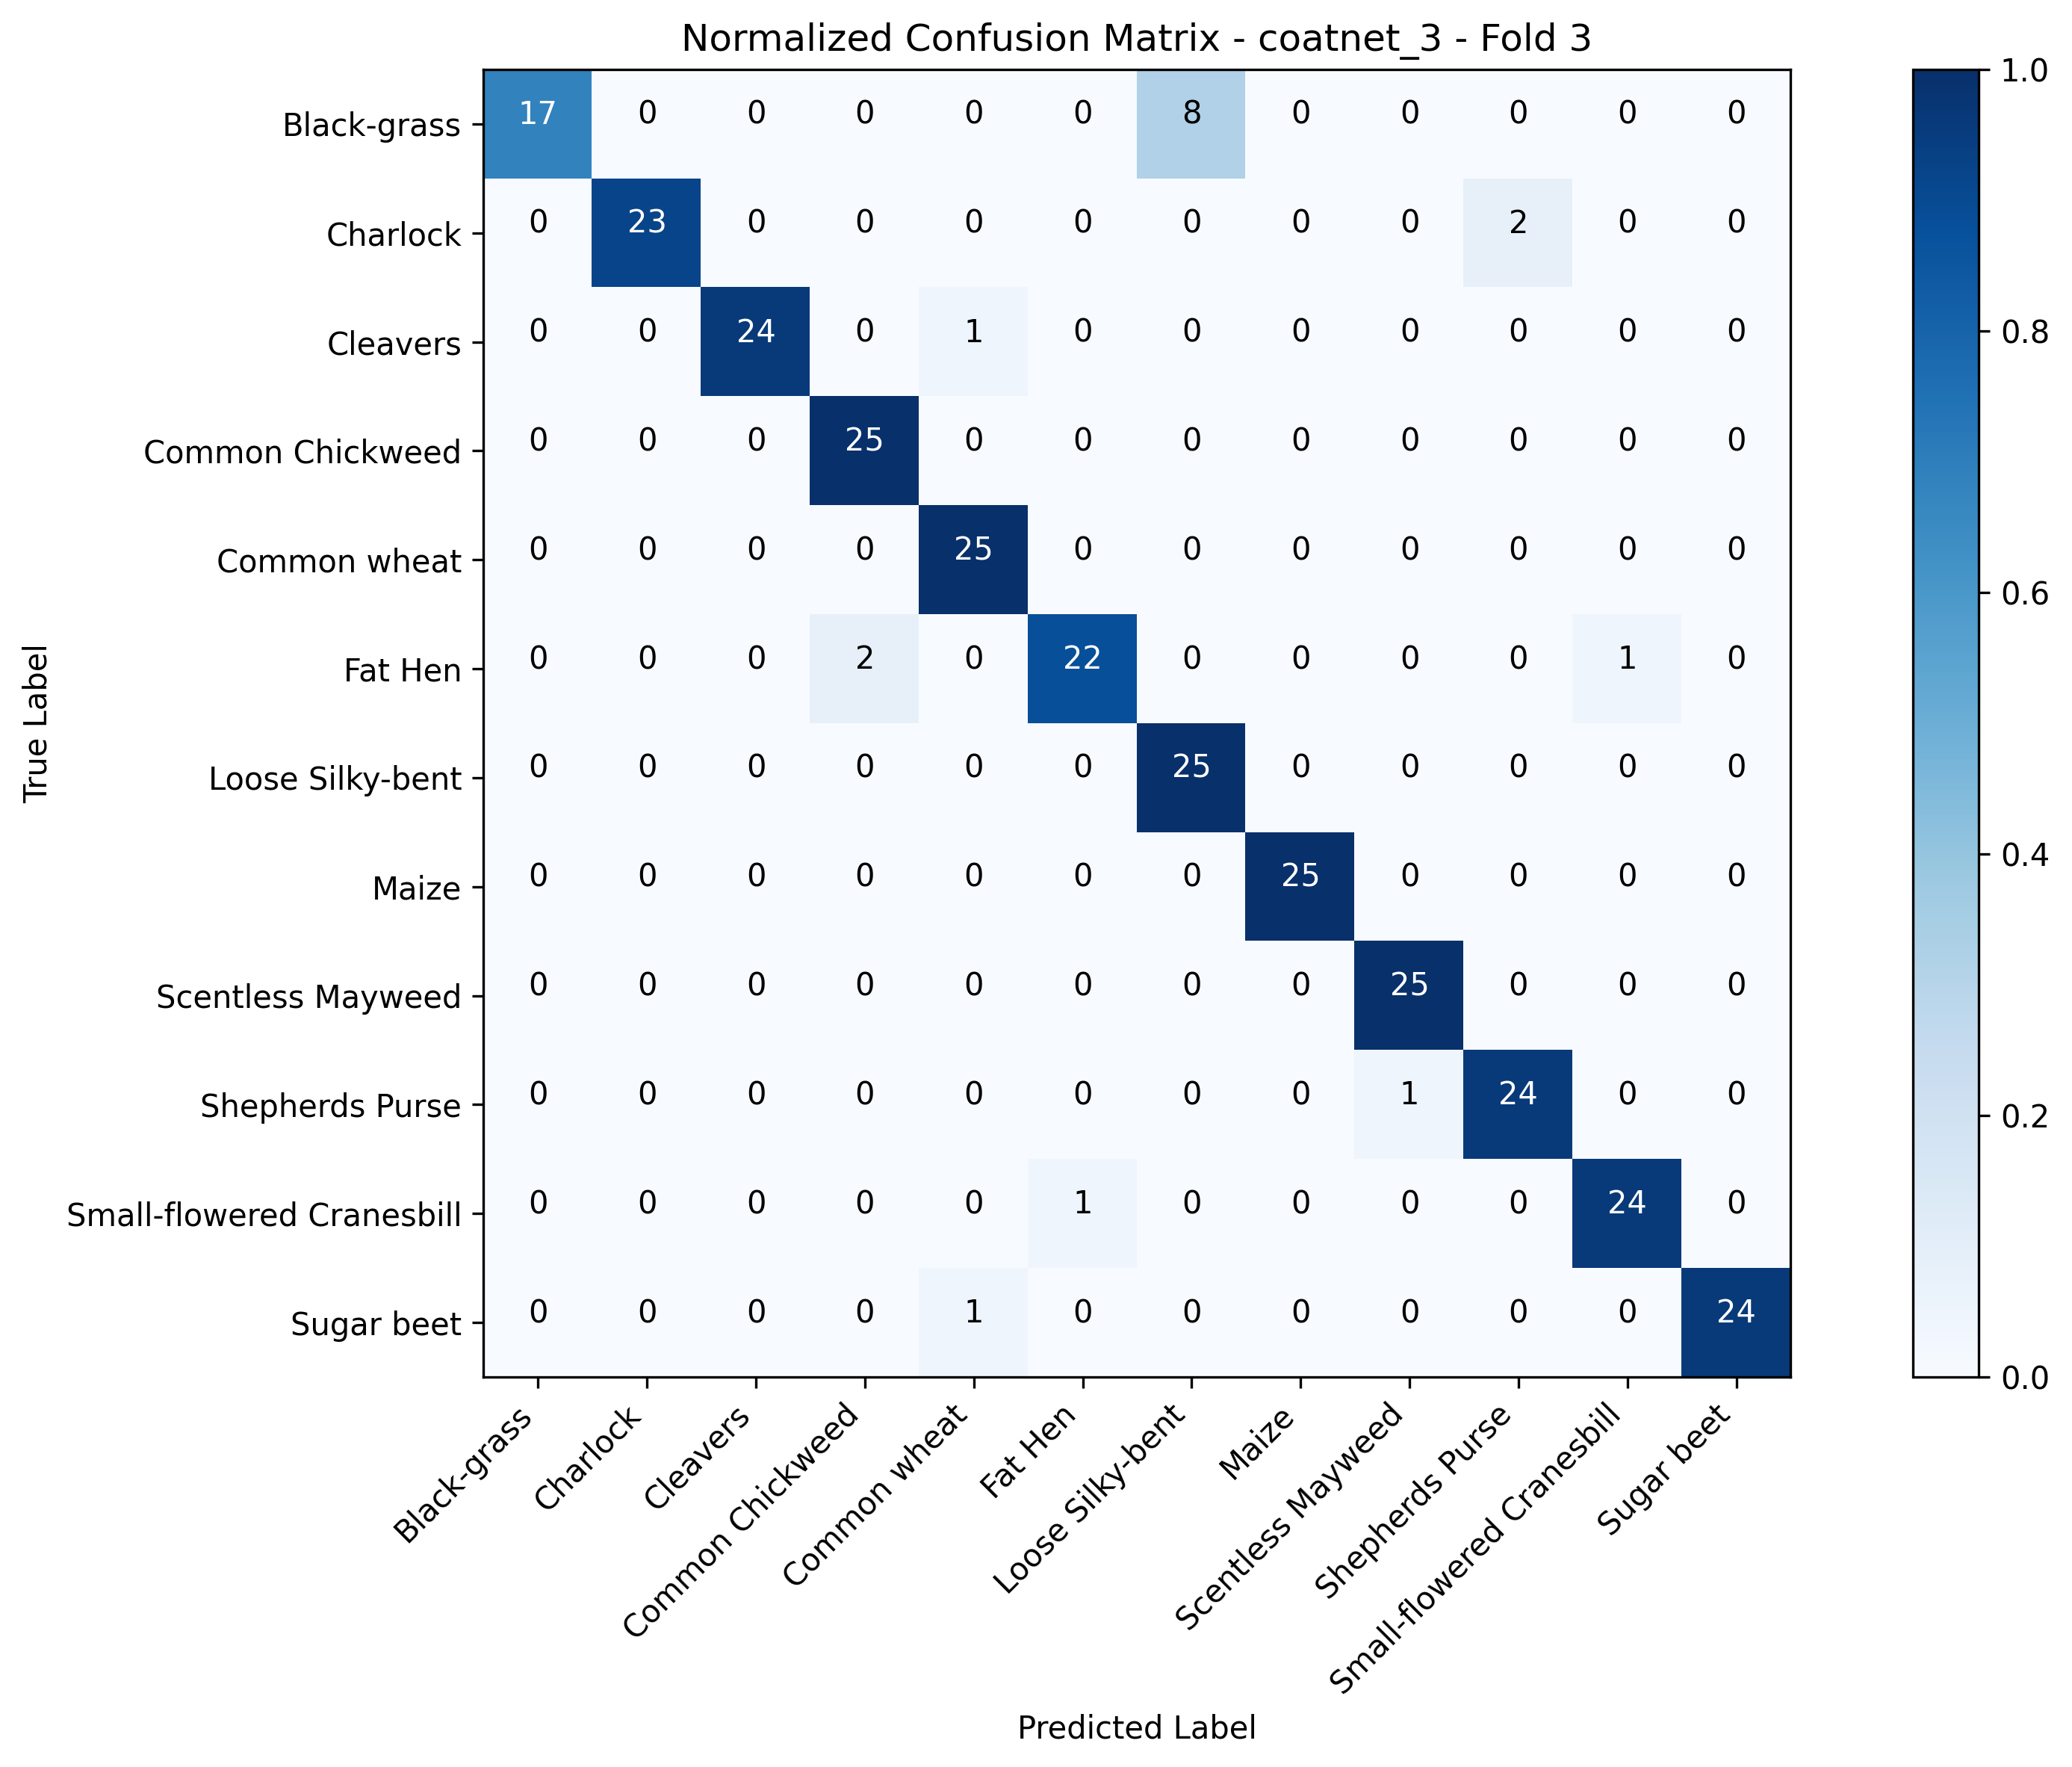 Normalized Confusion Matrix - coatnet_3 - Fold 3
True Label
Black-grass 17 0 0 0 0 0 8 0 0 0 0 0
Charlock 0 23 0 0 0 0 0 0 0 2 0 0
Cleavers 0 0 24 0 1 0 0 0 0 0 0 0
Common Chickweed 0 0 0 25 0 0 0 0 0 0 0 0
Common wheat 0 0 0 0 25 0 0 0 0 0 0 0
Fat Hen 0 0 0 2 0 22 0 0 0 0 1 0
Loose Silky-bent 0 0 0 0 0 0 25 0 0 0 0 0
Maize 0 0 0 0 0 0 0 25 0 0 0 0
Scentless Mayweed 0 0 0 0 0 0 0 0 25 0 0 0
Shepherds Purse 0 0 0 0 0 0 0 0 1 24 0 0
Small-flowered Cranesbill 0 0 0 0 0 1 0 0 0 0 24 0
Sugar beet 0 0 0 0 1 0 0 0 0 0 0 24
Black-grass
Charlock
Cleavers
Common Chickweed
Common wheat
Fat Hen
Loose Silky-bent
Maize
Scentless Mayweed
Shepherds Purse
Small-flowered Cranesbill
Sugar beet
Predicted Label
1.0
0.8
0.6
0.4
0.2
0.0